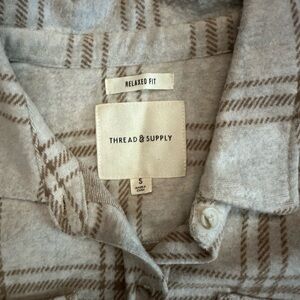 RELAXED FIT
THREAD & SUPPLY
S